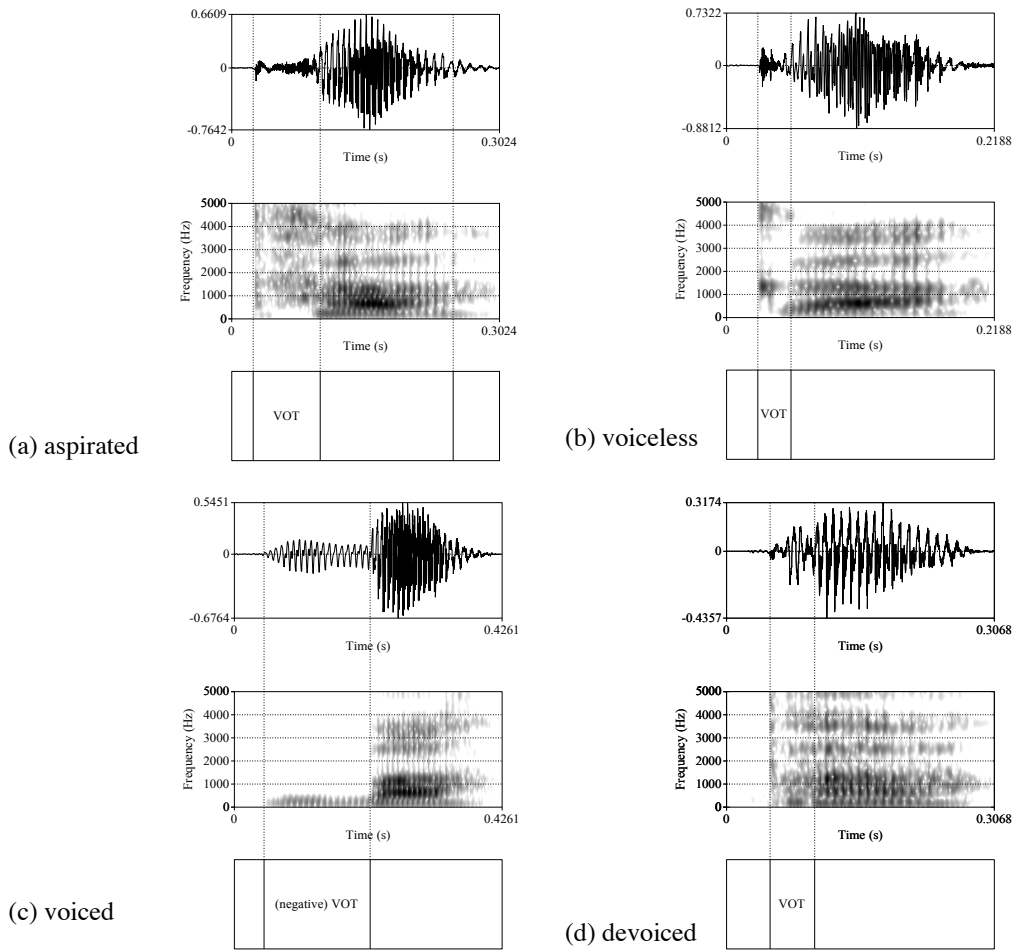 0.6609
0
-0.7642
0
0.3024
Time (s)
5000
4000
3000
2000
1000
0
Frequency (Hz)
0
0.3024
Time (s)
VOT
(a) aspirated
0.7322
0
-0.8812
0
0.2188
Time (s)
5000
4000
3000
2000
1000
0
Frequency (Hz)
0
0.2188
Time (s)
VOT
(b) voiceless
0.5451
0
-0.6764
0
0.4261
Time (s)
5000
4000
3000
2000
1000
0
Frequency (Hz)
0
0.4261
Time (s)
(negative) VOT
(c) voiced
0.3174
0
-0.4357
0
0.3068
Time (s)
5000
4000
3000
2000
1000
0
Frequency (Hz)
0
0.3068
Time (s)
VOT
(d) devoiced